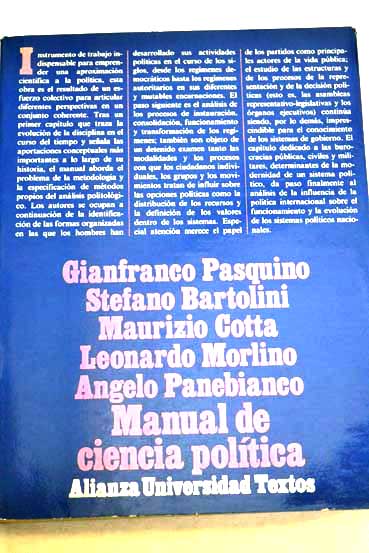 Instrumento de trabajo in-
dispensable para empren-
der una aproximación
científica a la política, esta
obra es el resultado de un es-
fuerzo colectivo para articular
diferentes perspectivas en un
conjunto coherente. Tras un
primer capítulo que traza la
evolución de la disciplina en el
curso del tiempo y señala las
aportaciones conceptuales más
importantes a lo largo de su his-
toria, el manual aborda el
problema de la metodología y
la especificación de métodos
propios del análisis politológi-
co. Los autores se ocupan a
continuación de la identifica-
ción de las formas organizadas
en las que los hombres han
desarrollado sus actividades
políticas en el curso de los si-
glos, desde los regímenes de-
mocráticos hasta los regímenes
autoritarios en sus diferentes
y mutables encarnaciones. El
paso siguiente es el análisis de
los procesos de instauración,
consolidación, funcionamiento
y transformación de los regí-
menes; también son objeto de
un detenido examen tanto las
modalidades y los procesos
con que los ciudadanos indivi-
duales, los grupos y los movi-
mientos tratan de influir sobre
las opciones políticas como la
distribución de los recursos y
la definición de los valores
dentro de los sistemas. Espe-
cial atención merece el papel
de los partidos como principa-
les actores de la vida pública;
el estudio de las estructuras y
de los procesos de la repre-
sentación y de la decisión polí-
ticas (esto es, las asambleas
representativo-legislativas y los
órganos ejecutivos) continúa
siendo, por lo demás, impres-
cindible para el conocimiento
de los sistemas de gobierno. El
capítulo dedicado a las buro-
cracias públicas, civiles y mili-
tares, determinantes de la mo-
dernidad de un sistema políti-
co, da paso finalmente al
análisis de la influencia de la
política internacional sobre el
funcionamiento y la evolución
de los sistemas políticos nacio-
nales.
Gianfranco Pasquino
Stefano Bartolini
Maurizio Cotta
Leonardo Morlino
Angelo Panebianco
Manual de
ciencia política
Alianza Universidad Textos